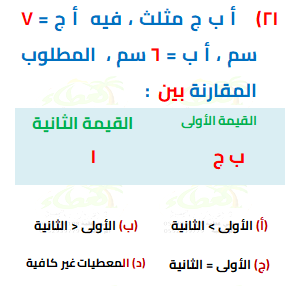 ٢١) أ ب ج مثلث ، فيه أ ج = ٧
سم ، أ ب = ٦ سم ، المطلوب
المقارنة بين :
القيمة الأولى القيمة الثانية
ب ج ١
(أ) الأولى > الثانية (ب) الأولى < الثانية
(ج) الأولى = الثانية (د) المعطيات غير كافية